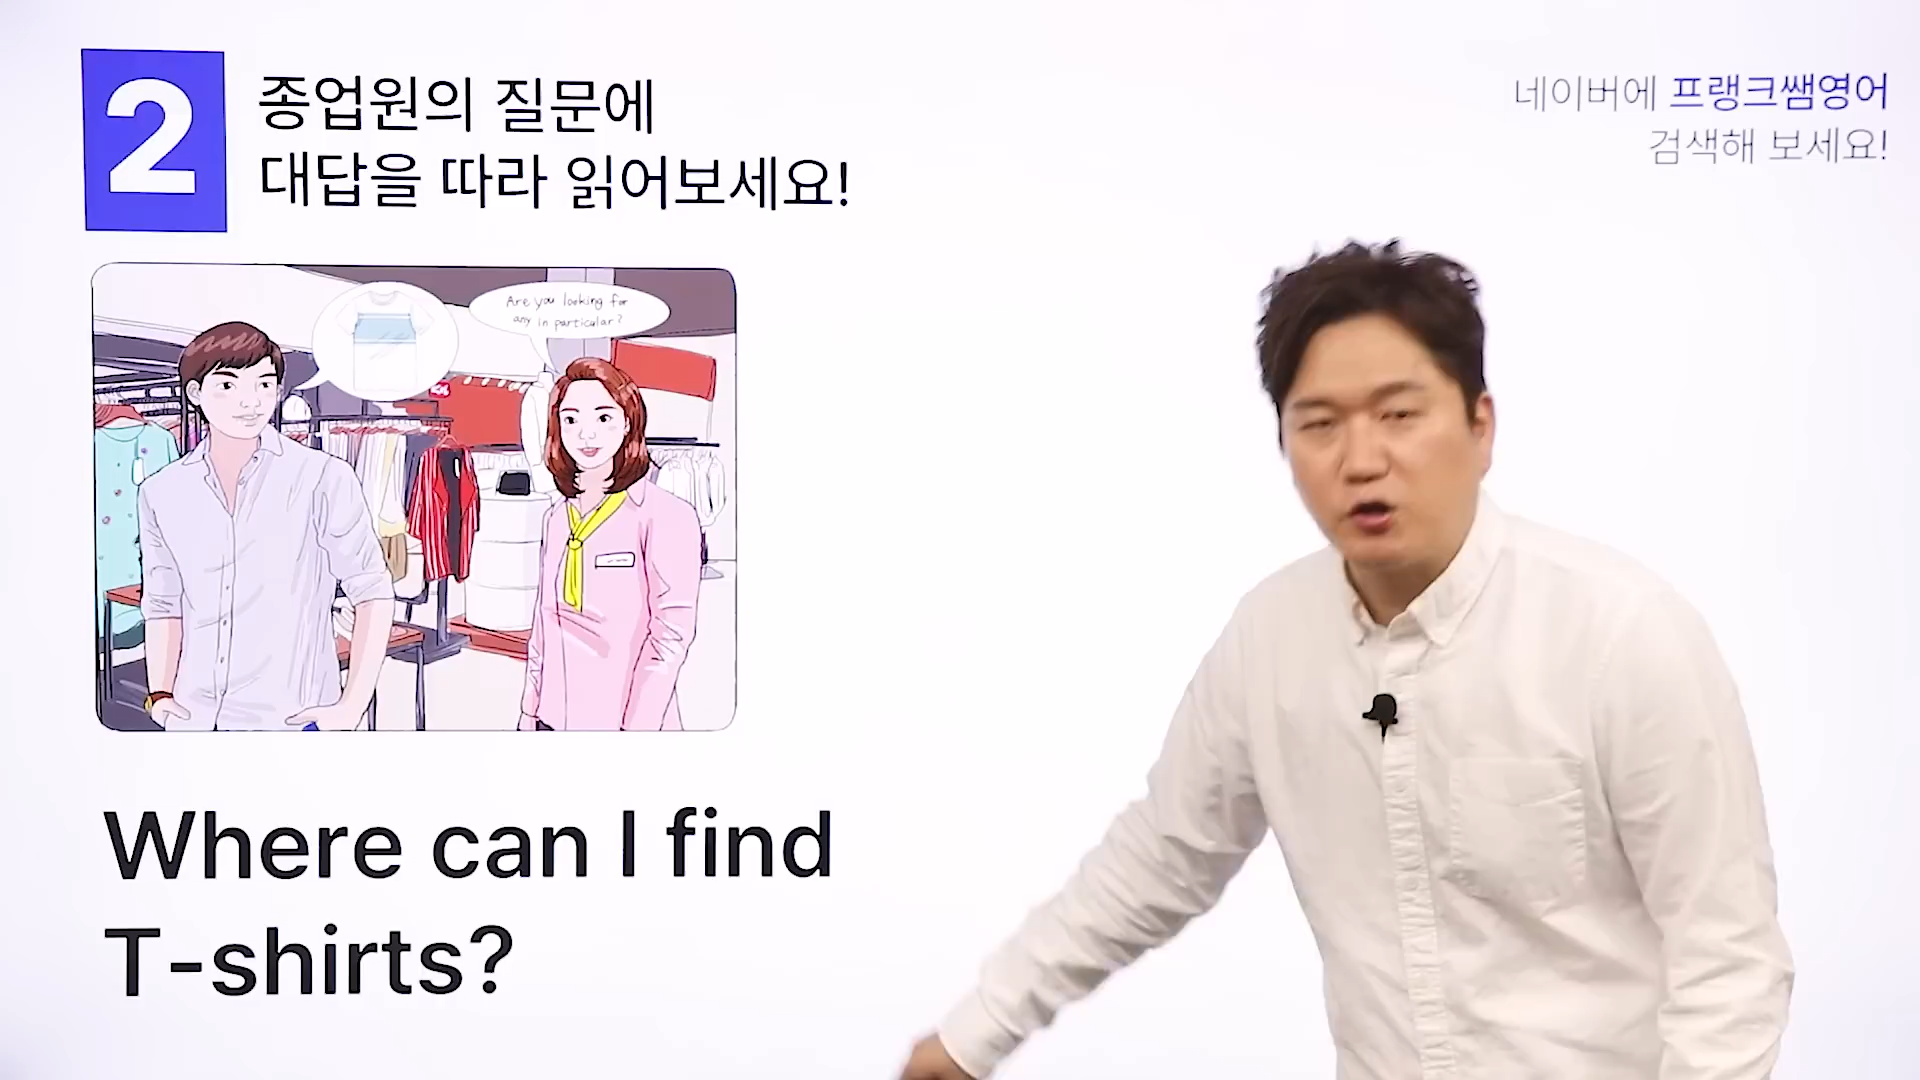 2
종업원의 질문에
대답을 따라 읽어보세요!
네이버에 프랭크쌤영어
검색해 보세요!
Are you looking for
any in particular?
Where can I find
T-shirts?